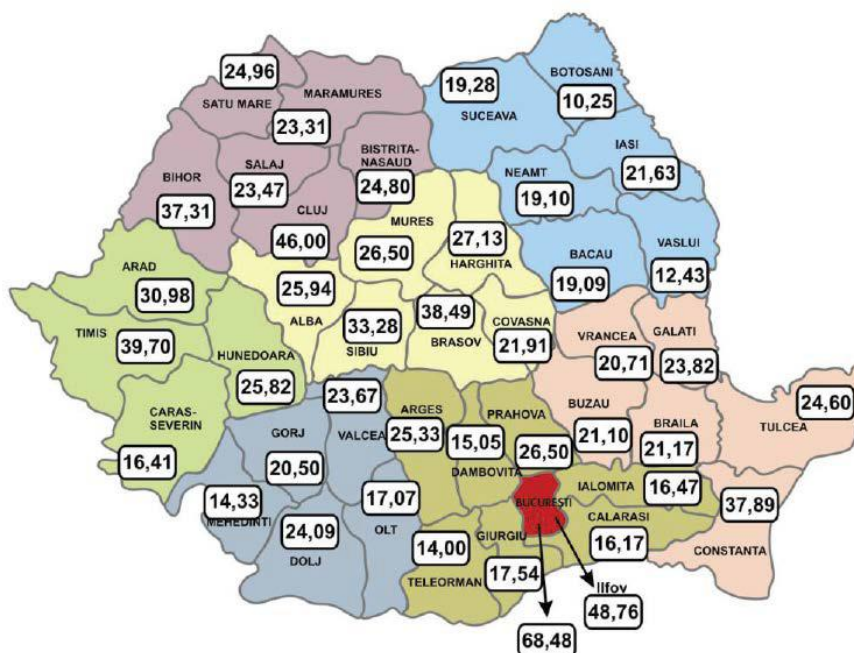 24,96
SATU MARE
MARAMURES
23,31
19,28
SUCEAVA
BOTOSANI
10,25
IASI
21,63
BIHOR
37,31
SALAJ
23,47
BISTRITA-
NASAUD
24,80
CLUJ
46,00
NEAMT
19,10
MURES
26,50
27,13
HARGHITA
BACAU
19,09
VASLUI
12,43
ARAD
30,98
25,94
ALBA
33,28
SIBIU
38,49
BRASOV
COVASNA
21,91
TIMIS
39,70
HUNEDOARA
25,82
VRANCEA
20,71
GALATI
23,82
CARAS-
SEVERIN
16,41
23,67
VALCEA
GORJ
20,50
ARGES
25,33
PRAHOVA
26,50
15,05
DAMBOVITA
BUZAU
21,10
BRAILA
21,17
24,60
TULCEA
14,33
MEHEDINTI
24,09
DOLJ
17,07
OLT
14,00
TELEORMAN
GIURGIU
17,54
BUCURESTI
IALOMITA
16,47
CALARASI
16,17
37,89
CONSTANTA
Ilfov
48,76
68,48